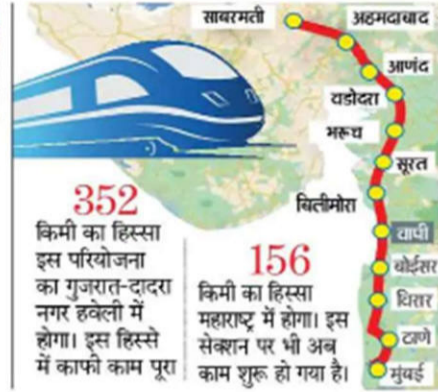 साबरमती
अहमदाबाद
आणंद
वडोदरा
भरूच
सूरत
बिलीमोरा
वापी
बोईसर
विरार
ठाणे
मुंबई
352
किमी का हिस्सा
इस परियोजना
का गुजरात-दादरा
नगर हवेली में
होगा। इस हिस्से
में काफी काम पूरा
156
किमी का हिस्सा
महाराष्ट्र में होगा। इस
सेक्शन पर भी अब
काम शुरू हो गया है।